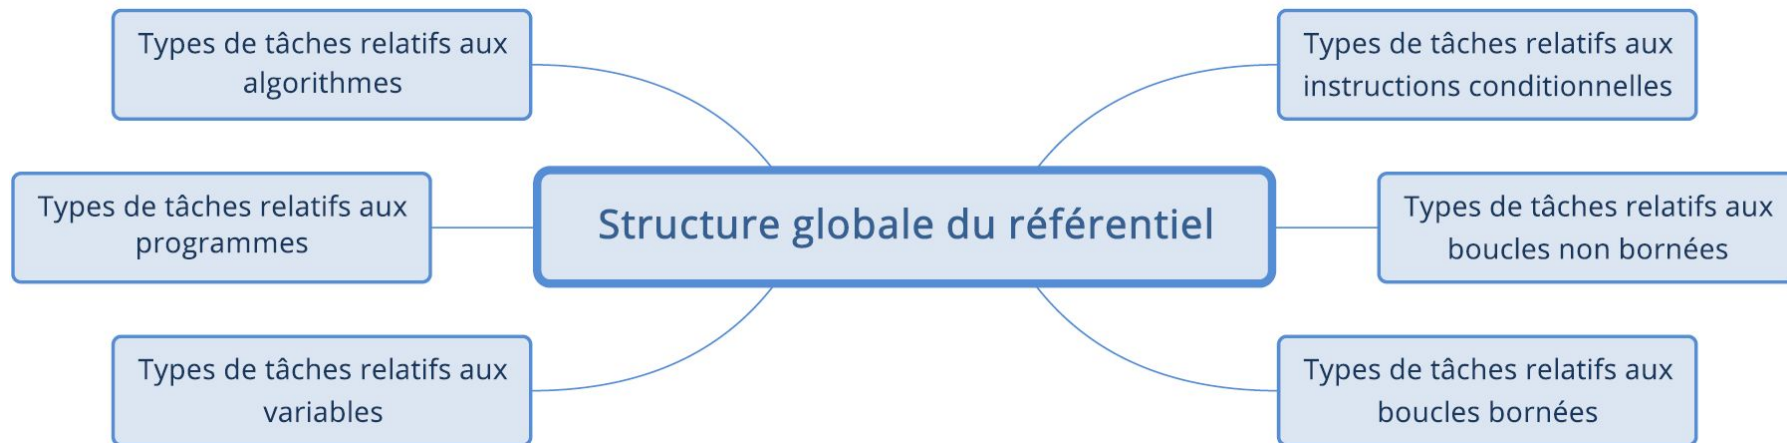 Types de tâches relatifs aux
algorithmes
Types de tâches relatifs aux
instructions conditionnelles
Types de tâches relatifs aux
programmes
Structure globale du référentiel
Types de tâches relatifs aux
boucles non bornées
Types de tâches relatifs aux
variables
Types de tâches relatifs aux
boucles bornées